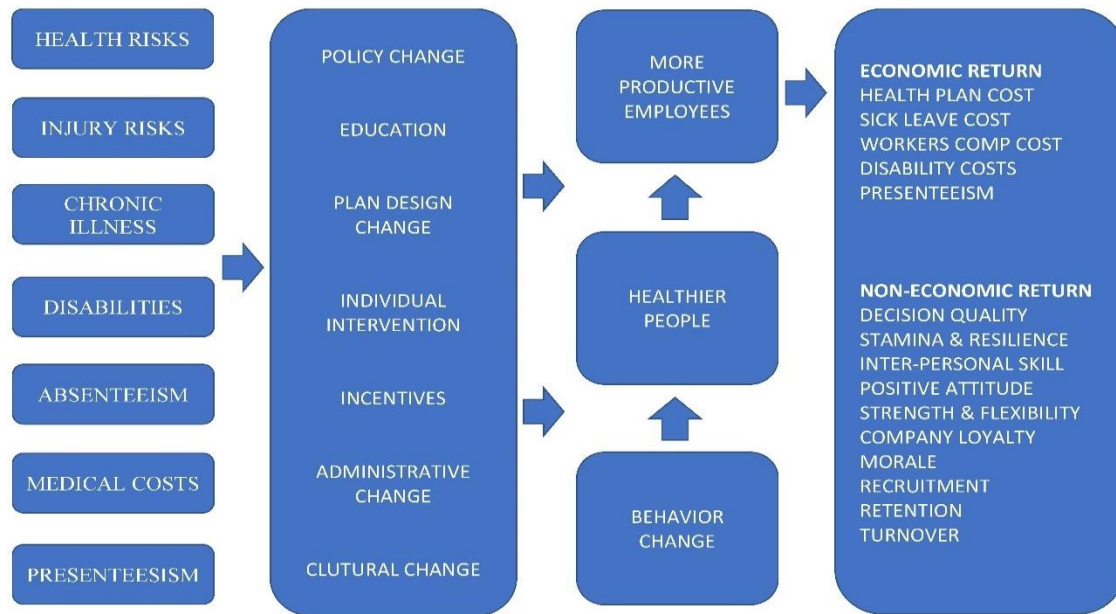 HEALTH RISKS
INJURY RISKS
CHRONIC
ILLNESS
DISABILITIES
ABSENTEEISM
MEDICAL COSTS
PRESENTEESISM
POLICY CHANGE
EDUCATION
PLAN DESIGN
CHANGE
INDIVIDUAL
INTERVENTION
INCENTIVES
ADMINISTRATIVE
CHANGE
CLUTURAL CHANGE
MORE
PRODUCTIVE
EMPLOYEES
HEALTHIER
PEOPLE
BEHAVIOR
CHANGE
ECONOMIC RETURN
HEALTH PLAN COST
SICK LEAVE COST
WORKERS COMP COST
DISABILITY COSTS
PRESENTEEISM
NON-ECONOMIC RETURN
DECISION QUALITY
STAMINA & RESILIENCE
INTER-PERSONAL SKILL
POSITIVE ATTITUDE
STRENGTH & FLEXIBILITY
COMPANY LOYALTY
MORALE
RECRUITMENT
RETENTION
TURNOVER